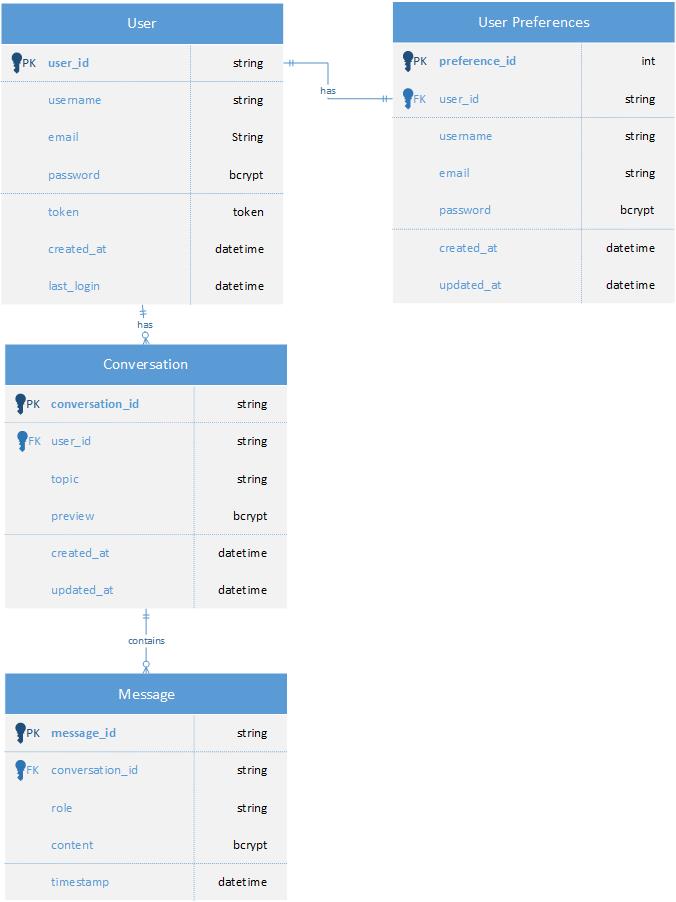 User
PK user_id string
username string
email String
password bcrypt
token token
created_at datetime
last_login datetime
has
User Preferences
PK preference_id int
FK user_id string
username string
email string
password bcrypt
created_at datetime
updated_at datetime
has
Conversation
PK conversation_id string
FK user_id string
topic string
preview bcrypt
created_at datetime
updated_at datetime
contains
Message
PK message_id string
FK conversation_id string
role string
content bcrypt
timestamp datetime